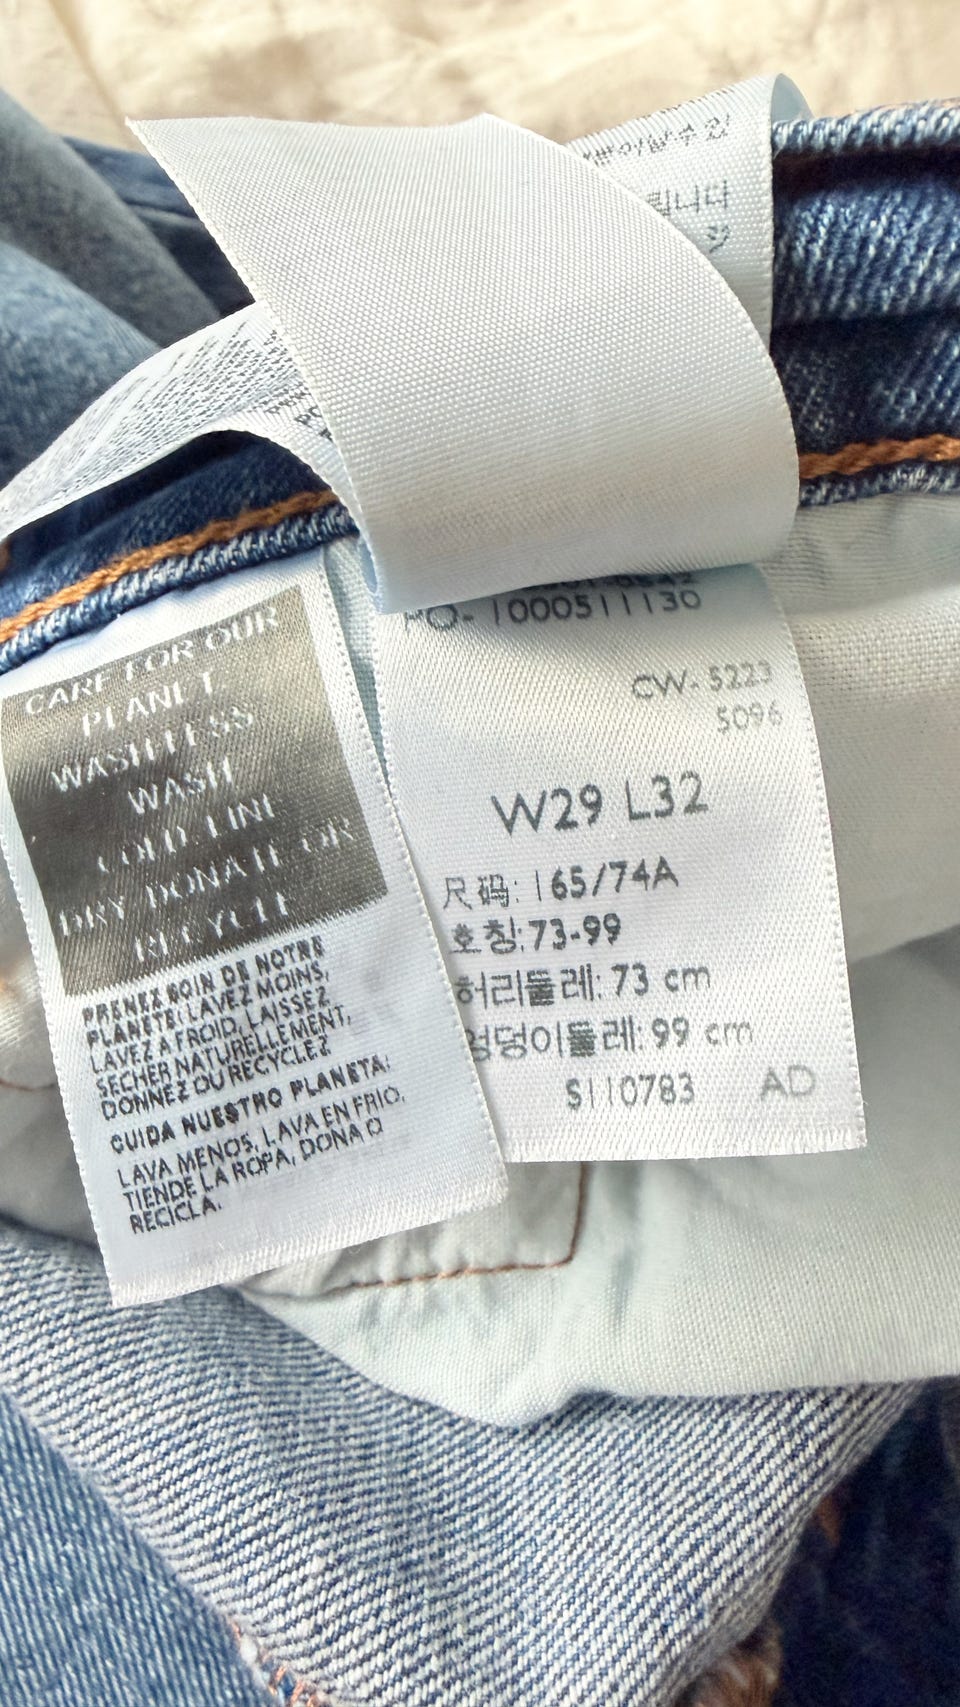 CARE FOR OUR
PLANET
WASH LESS
WASH
COLD LINE
DRY DONATE OR
RECYCLE
PRENEZ SOIN DE NOTRE
PLANÈTE: LAVEZ MOINS,
LAVEZ A FROID, LAISSEZ
SÉCHER NATURELLEMENT,
DONNEZ OU RECYCLEZ
CUIDA NUESTRO PLANETA:
LAVA MENOS, LAVA EN FRIO,
TIENDE LA ROPA, DONA O
RECICLA.
PO- 1000511130
CW- 5223
5096
W29 L32
尺码: 165/74A
호칭: 73-99
허리둘레: 73 cm
엉덩이둘레: 99 cm
S110783 AD